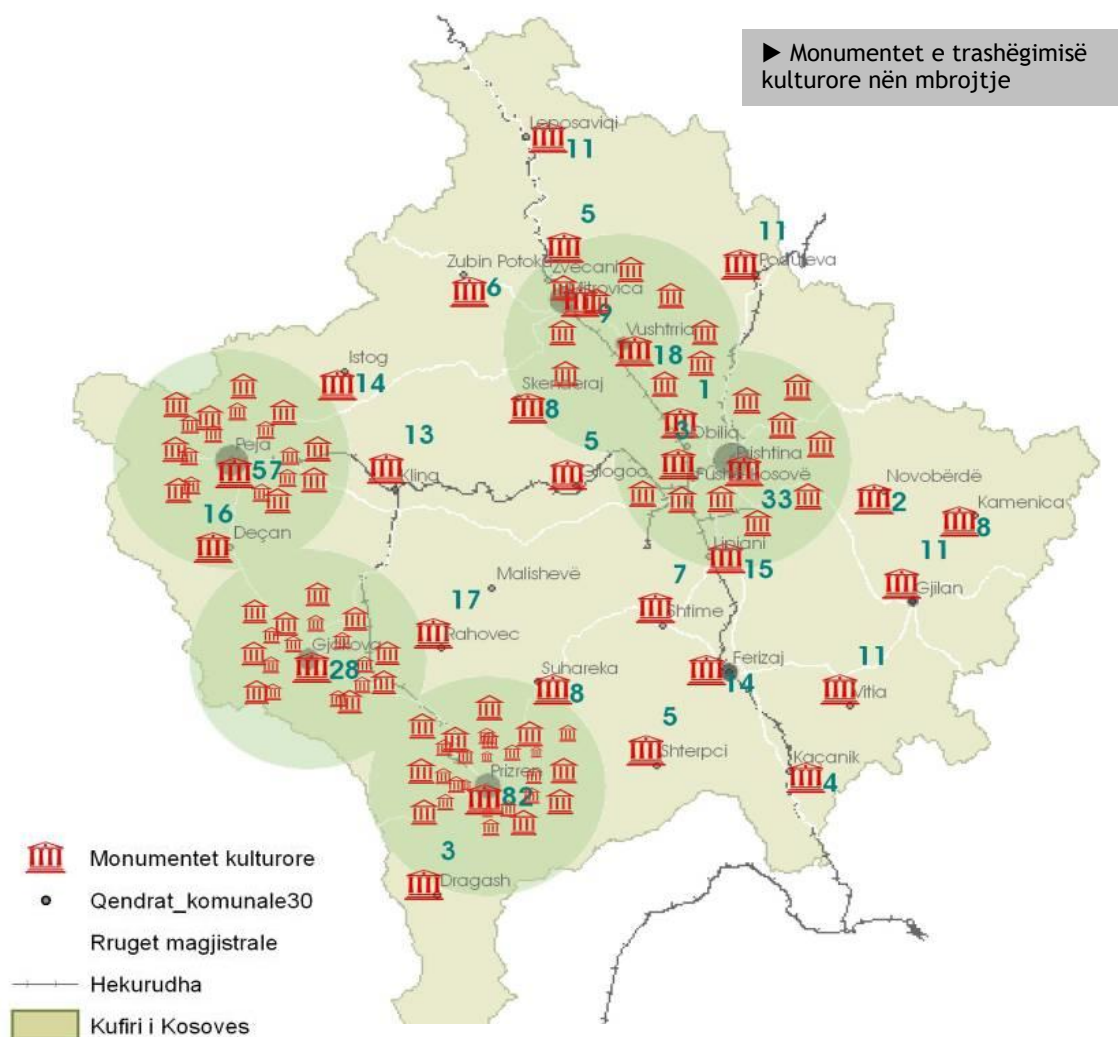 ▶ Monumentet e trashëgimisë
kulturore nën mbrojtje
Leposaviqi
11
5
11
Zubin Potoku
Zveçani
Podujeva
6
Mitrovica
9
Vushtrria
18
Istog
14
1
Skenderaj
8
3
Obiliq
13
5
Peja
57
Klina
Gllogoc
Prishtina
Fushë Kosovë
33
Novobërdë
2
Kamenica
8
16
Deçan
Lipjani
15
11
Gjilan
Malishevë
7
17
Shtime
Rahovec
Gjakova
28
Suhareka
8
Ferizaj
14
11
Vitia
5
Shterpci
Prizren
82
Kaçanik
4
3
Dragash
Monumentet kulturore
Qendrat_komunale30
Rruget magjistrale
Hekurudha
Kufiri i Kosoves